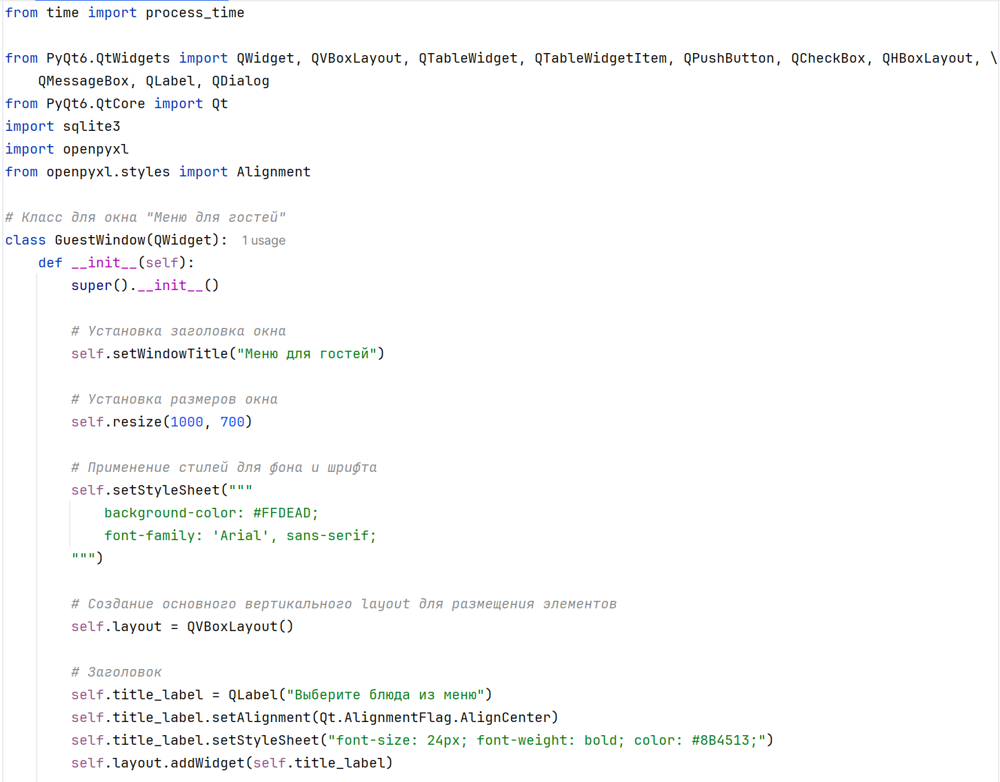 from time import process_time
from PyQt6.QtWidgets import QWidget, QVBoxLayout, QTableWidget, QTableWidgetItem, QPushButton, QCheckBox, QHBoxLayout, \
    QMessageBox, QLabel, QDialog
from PyQt6.QtCore import Qt
import sqlite3
import openpyxl
from openpyxl.styles import Alignment
# Класс для окна "Меню для гостей"
class GuestWindow(QWidget):  1 usage
    def __init__(self):
        super().__init__()
        # Установка заголовка окна
        self.setWindowTitle("Меню для гостей")
        # Установка размеров окна
        self.resize(1000, 700)
        # Применение стилей для фона и шрифта
        self.setStyleSheet("""
            background-color: #FFDEAD;
            font-family: 'Arial', sans-serif;
        """)
        # Создание основного вертикального layout для размещения элементов
        self.layout = QVBoxLayout()
        # Заголовок
        self.title_label = QLabel("Выберите блюда из меню")
        self.title_label.setAlignment(Qt.AlignmentFlag.AlignCenter)
        self.title_label.setStyleSheet("font-size: 24px; font-weight: bold; color: #8B4513;")
        self.layout.addWidget(self.title_label)